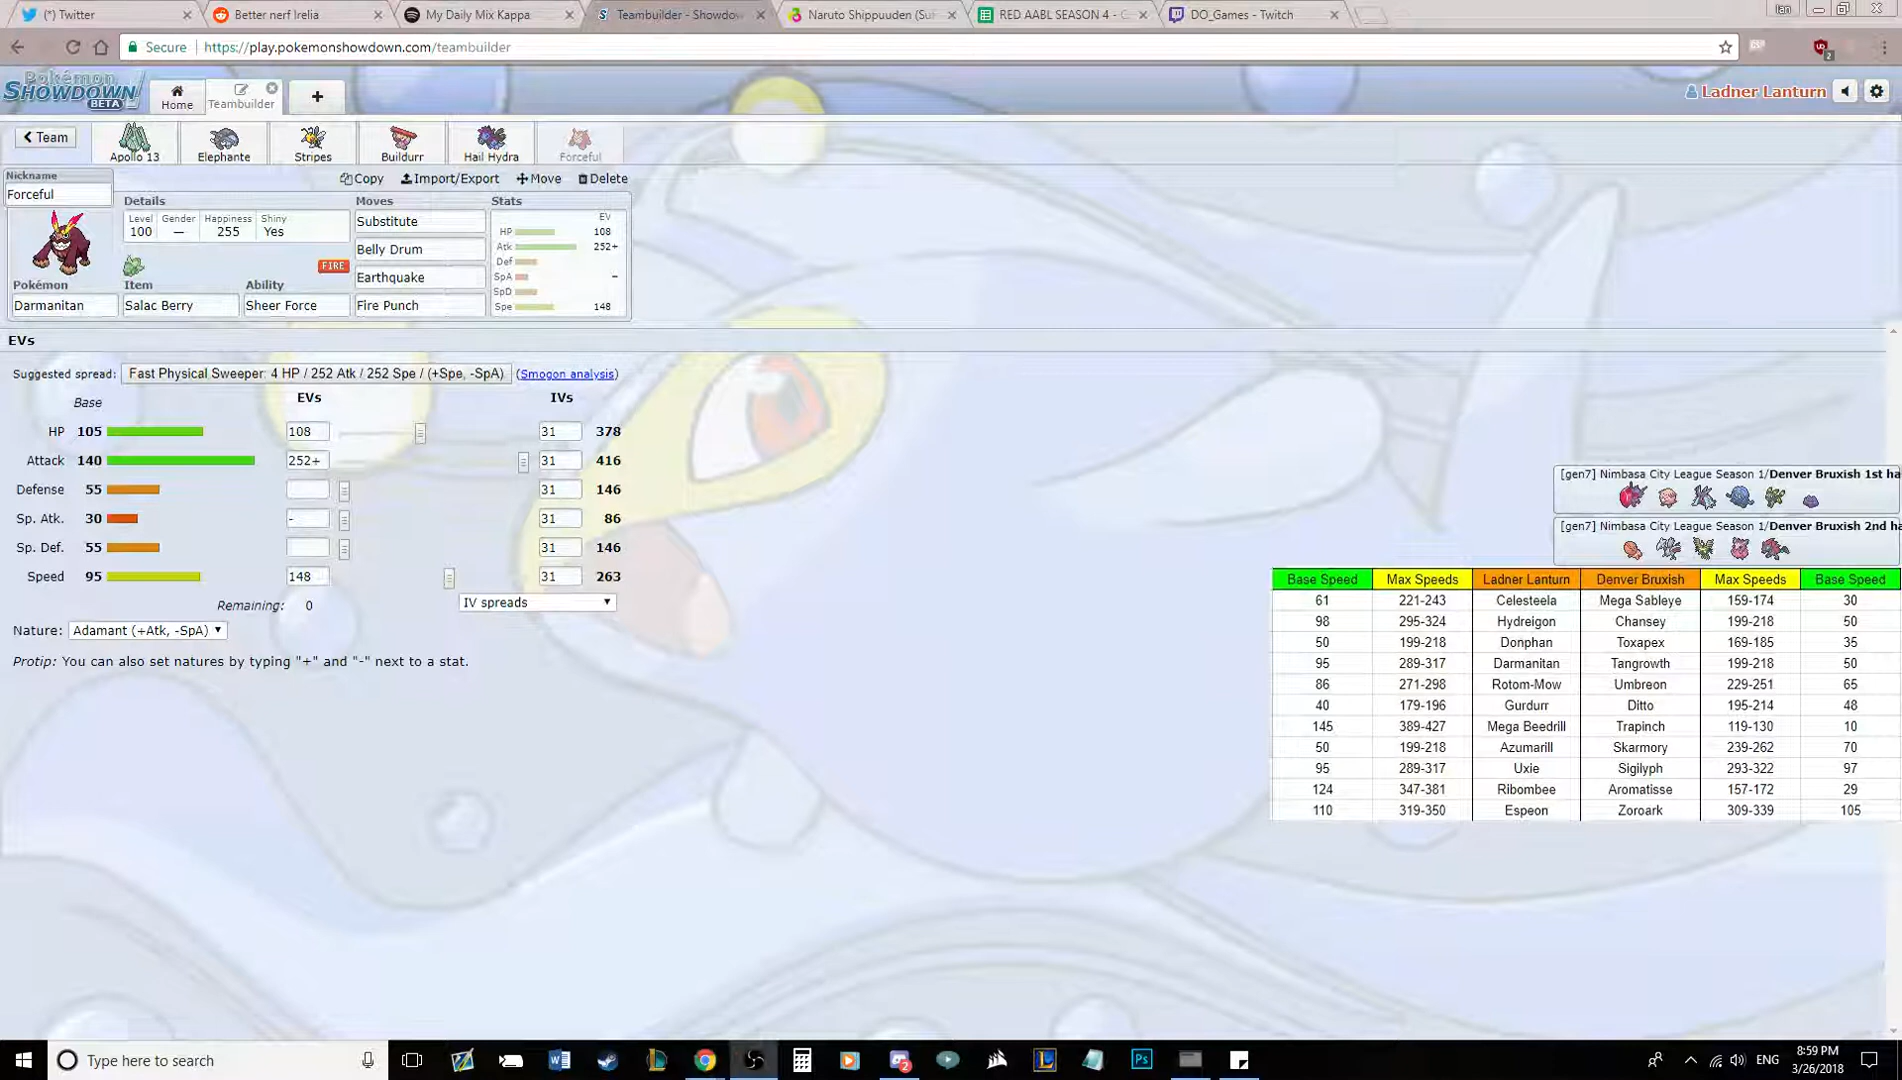 (*) Twitter
Better nerf Irelia
My Daily Mix Kappa
Teambuilder - Showdow
Naruto Shippuuden (Su
RED AABL SEASON 4 - C
DO_Games - Twitch
Ian
Secure
https://play.pokemonshowdown.com/teambuilder
2
Pokémon
SHOWDOWN
BETA
Home
Teambuilder
+
Ladner Lanturn
Team
Apollo 13
Elephante
Stripes
Buildurr
Hail Hydra
Forceful
Copy
Import/Export
Move
Delete
Nickname
Forceful
Details
Level Gender Happiness Shiny
100 — 255 Yes
FIRE
Pokémon Item Ability
Darmanitan
Salac Berry
Sheer Force
Moves
Substitute
Belly Drum
Earthquake
Fire Punch
Stats
EV
HP 108
Atk 252+
Def
SpA -
SpD
Spe 148
EVs
Suggested spread: Fast Physical Sweeper: 4 HP / 252 Atk / 252 Spe / (+Spe, -SpA) (Smogon analysis)
Base EVs IVs
HP 105 108 31 378
Attack 140 252+ 31 416
Defense 55 31 146
Sp. Atk. 30 - 31 86
Sp. Def. 55 31 146
Speed 95 148 31 263
Remaining: 0
IV spreads
Nature: Adamant (+Atk, -SpA)
Protip: You can also set natures by typing "+" and "-" next to a stat.
[gen7] Nimbasa City League Season 1/Denver Bruxish 1st ha
[gen7] Nimbasa City League Season 1/Denver Bruxish 2nd ha
Base Speed Max Speeds Ladner Lanturn Denver Bruxish Max Speeds Base Speed
61 221-243 Celesteela Mega Sableye 159-174 30
98 295-324 Hydreigon Chansey 199-218 50
50 199-218 Donphan Toxapex 169-185 35
95 289-317 Darmanitan Tangrowth 199-218 50
86 271-298 Rotom-Mow Umbreon 229-251 65
40 179-196 Gurdurr Ditto 195-214 48
145 389-427 Mega Beedrill Trapinch 119-130 10
50 199-218 Azumarill Skarmory 239-262 70
95 289-317 Uxie Sigilyph 293-322 97
124 347-381 Ribombee Aromatisse 157-172 29
110 319-350 Espeon Zoroark 309-339 105
Type here to search
W
2
L
Ps
ENG
8:59 PM
3/26/2018